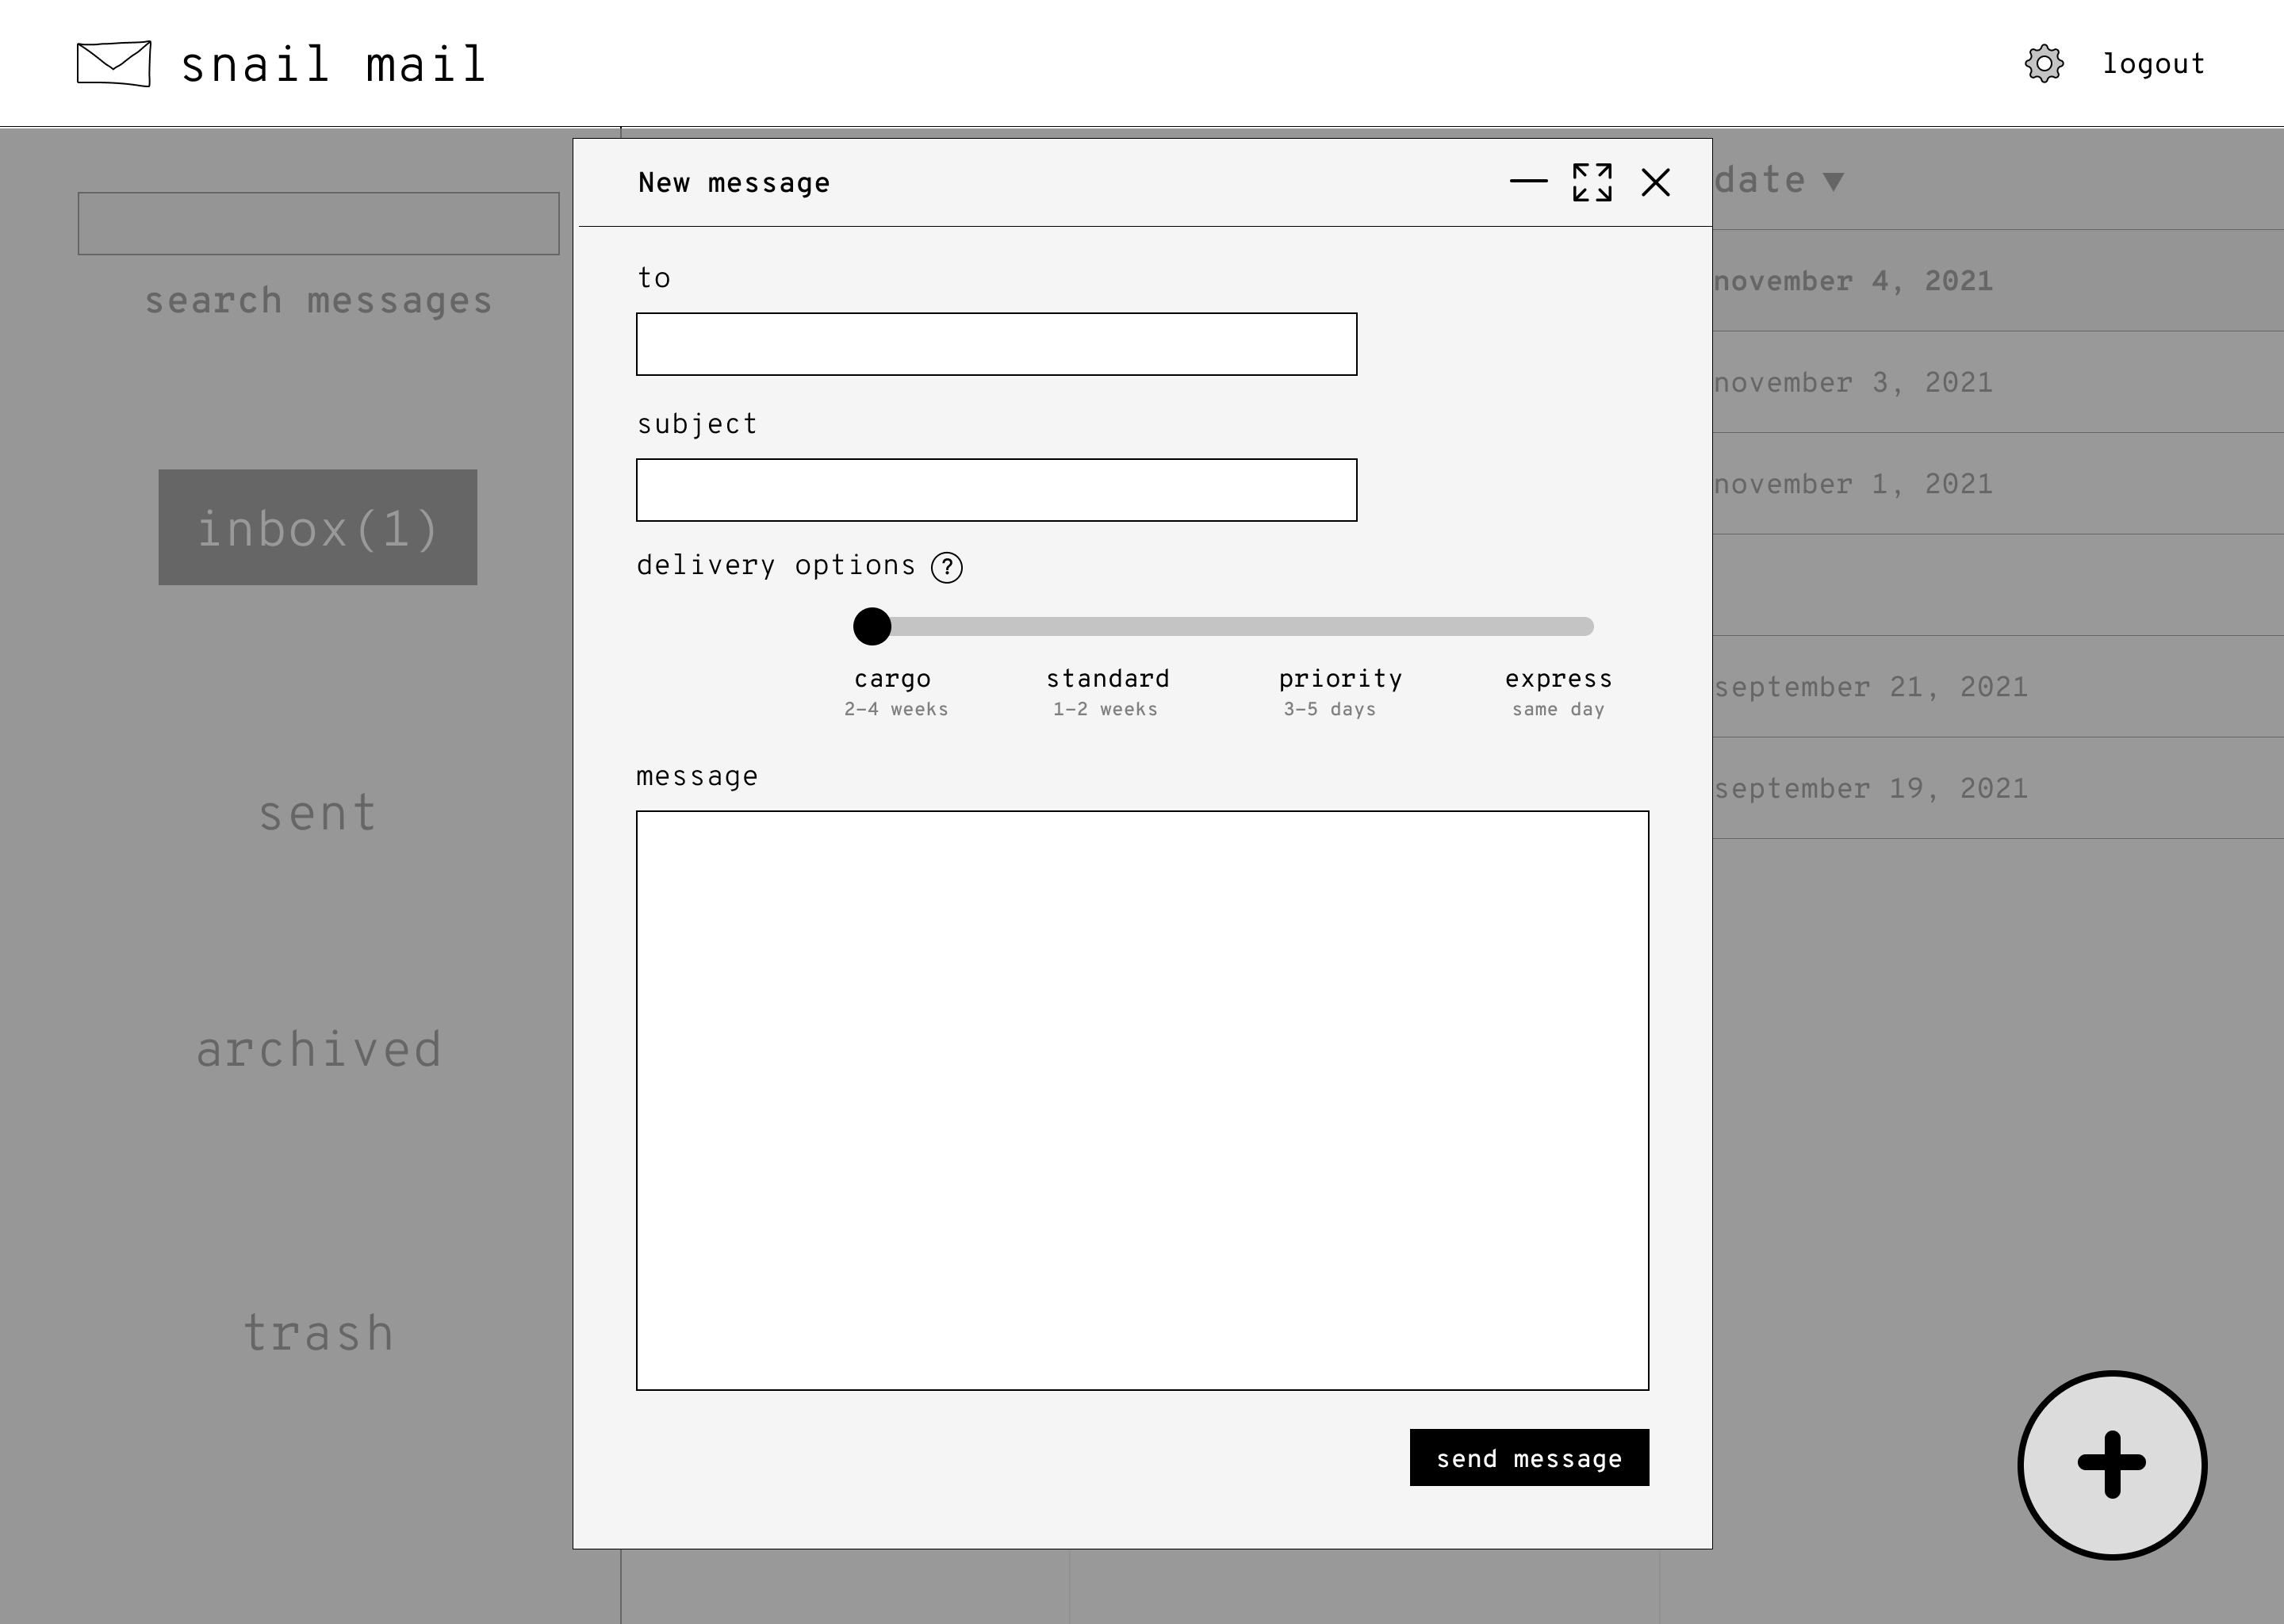 snail mail
logout
search messages
inbox(1)
sent
archived
trash
New message
to
subject
delivery options ?
cargo standard priority express
2-4 weeks 1-2 weeks 3-5 days same day
message
send message
date ▼
november 4, 2021
november 3, 2021
november 1, 2021
september 21, 2021
september 19, 2021